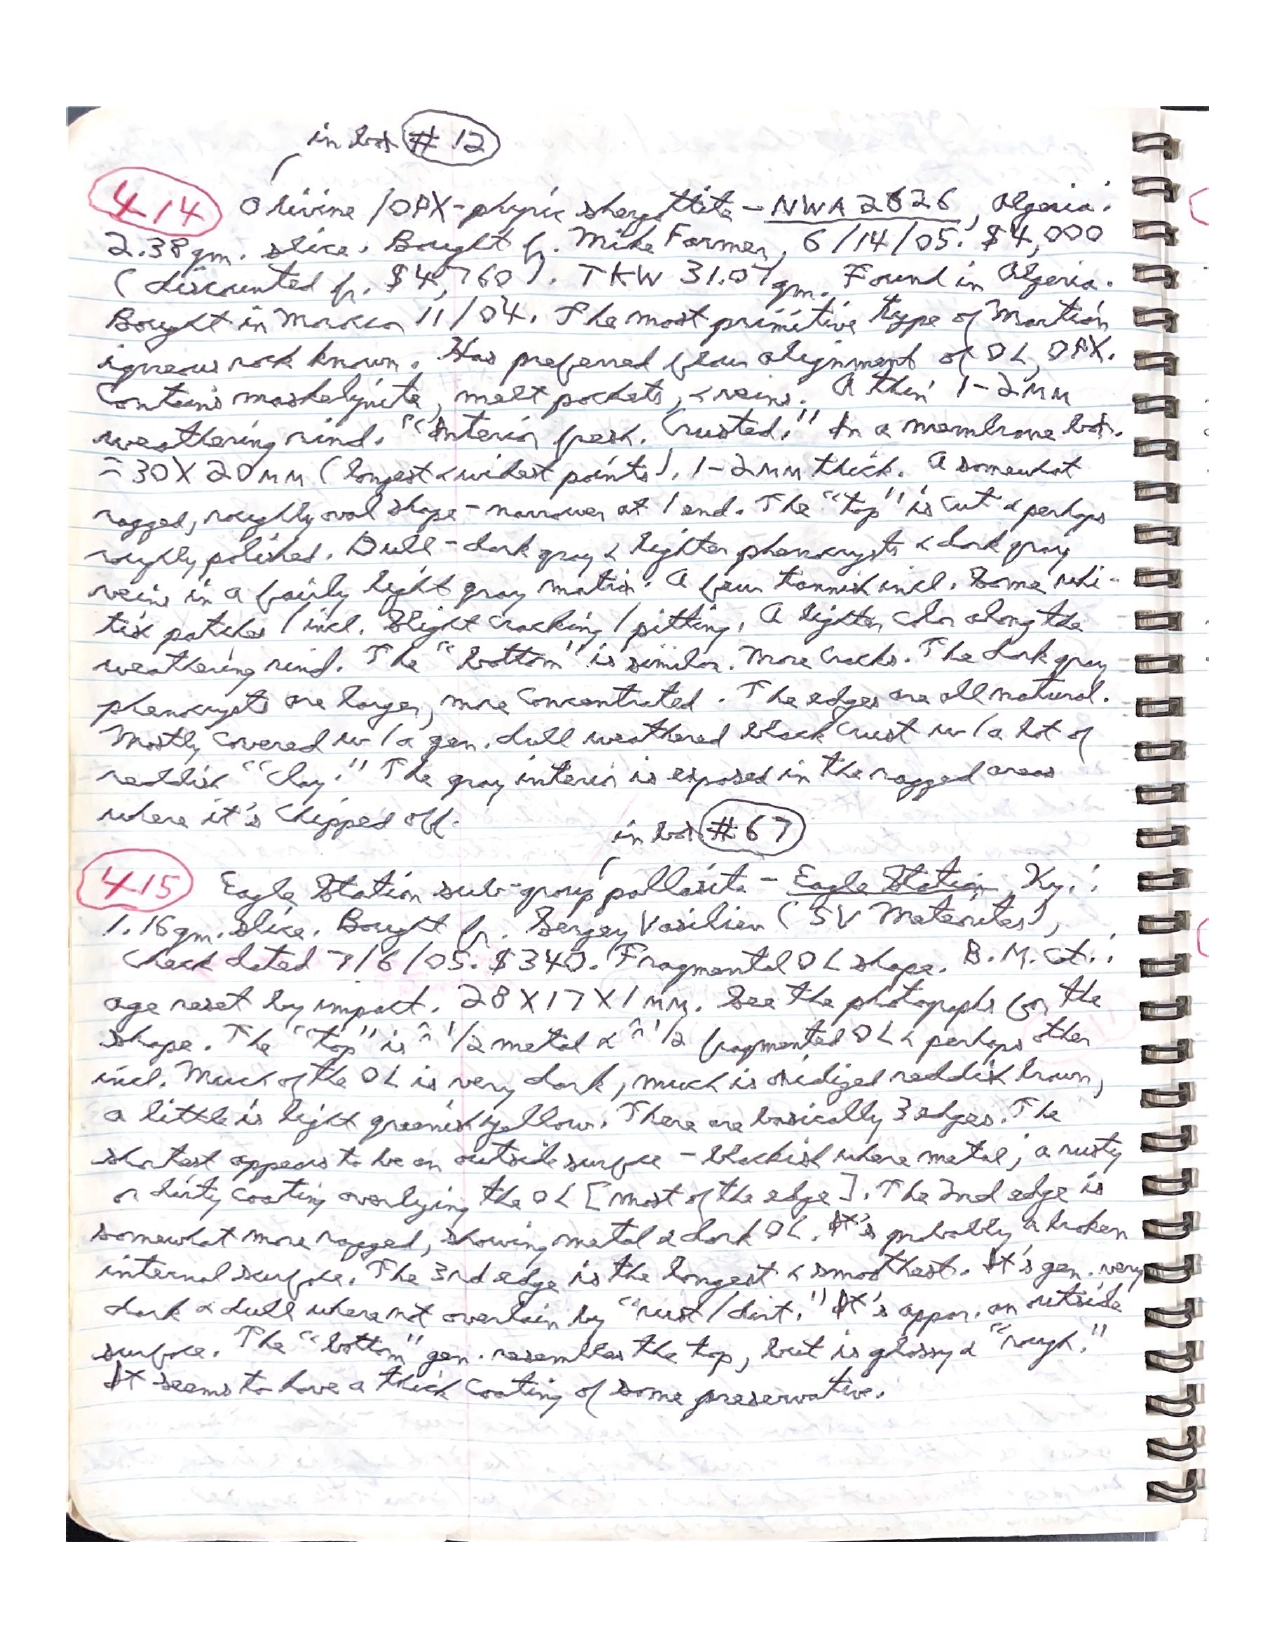 in box #12
414 Olivine/OPX-phyric shergottite - NWA 2626, Algeria:
2.38gm. slice. Bought fr. Mike Farmer, 6/14/05. $4,000
(discounted fr. $4,760). TKW 31.07gm. Found in Algeria.
Bought in Morocco 11/04. The most primitive type of Martian
igneous rock known. Has preferred flow alignment of OL, OPX.
Contains maskelynite, melt pockets, & veins. A thin 1-2mm
weathering rind. "Interior fresh. Crusted." In a membrane box.
≈ 30 X 20mm (longest & widest points). 1-2mm thick. A somewhat
ragged, roughly oval shape - narrower at 1 end. The "top" is cut & perhaps
roughly polished. Dull - dark gray & lighter phenocrysts & dark gray
veins in a fairly light gray matrix. A few tannish incl. Some whi-
tish patches/incl. Slight cracking/pitting. A lighter color along the
weathering rind. The "bottom" is similar. More cracks. The dark gray
phenocrysts are larger, more concentrated. The edges are all natural.
Mostly covered w/a gen. dull weathered black crust w/a lot of
reddish "clay." The gray interior is exposed in the ragged areas
where it's chipped off.
in box #67
415 Eagle Station sub-group pallasite - Eagle Station, Ky.:
1.16gm. slice. Bought fr. Sergey Vasiliev (SV Meteorites),
check dated 7/6/05. $340. Fragmental OL shape. B.M. Cat.:
age reset by impact. 28X17X1mm. See the photographs for the
shape. The "top" is ≈ 1/2 metal & ≈ 1/2 fragmented OL & perhaps other
incl. Much of the OL is very dark, much is oxidized reddish brown,
a little is light greenish yellow. There are basically 3 edges. The
shortest appears to be an outside surface - blackish where metal; a rusty
or dirty coating overlying the OL [most of the edge]. The 2nd edge is
somewhat more ragged, showing metal & dark OL. It's probably a broken
internal surface. The 3rd edge is the longest & smoothest. It's gen. very
dark & dull where not overlain by "rust/dirt." It's appar. an outside
surface. The "bottom" gen. resembles the top, but is glossy & "rough."
It seems to have a thick coating of some preservative.